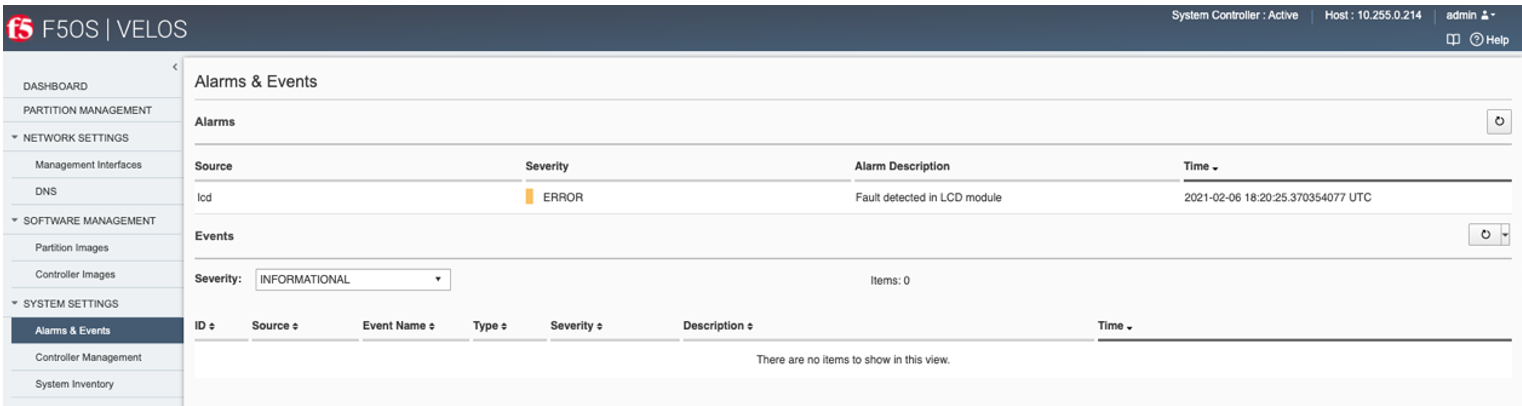 f5 F5OS | VELOS
System Controller : Active Host : 10.255.0.214 admin
Help
DASHBOARD
PARTITION MANAGEMENT
NETWORK SETTINGS
Management Interfaces
DNS
SOFTWARE MANAGEMENT
Partition Images
Controller Images
SYSTEM SETTINGS
Alarms & Events
Controller Management
System Inventory
Alarms & Events
Alarms
Source Severity Alarm Description Time
lcd ERROR Fault detected in LCD module 2021-02-06 18:20:25.370354077 UTC
Events
Severity: INFORMATIONAL Items: 0
ID Source Event Name Type Severity Description Time
There are no items to show in this view.